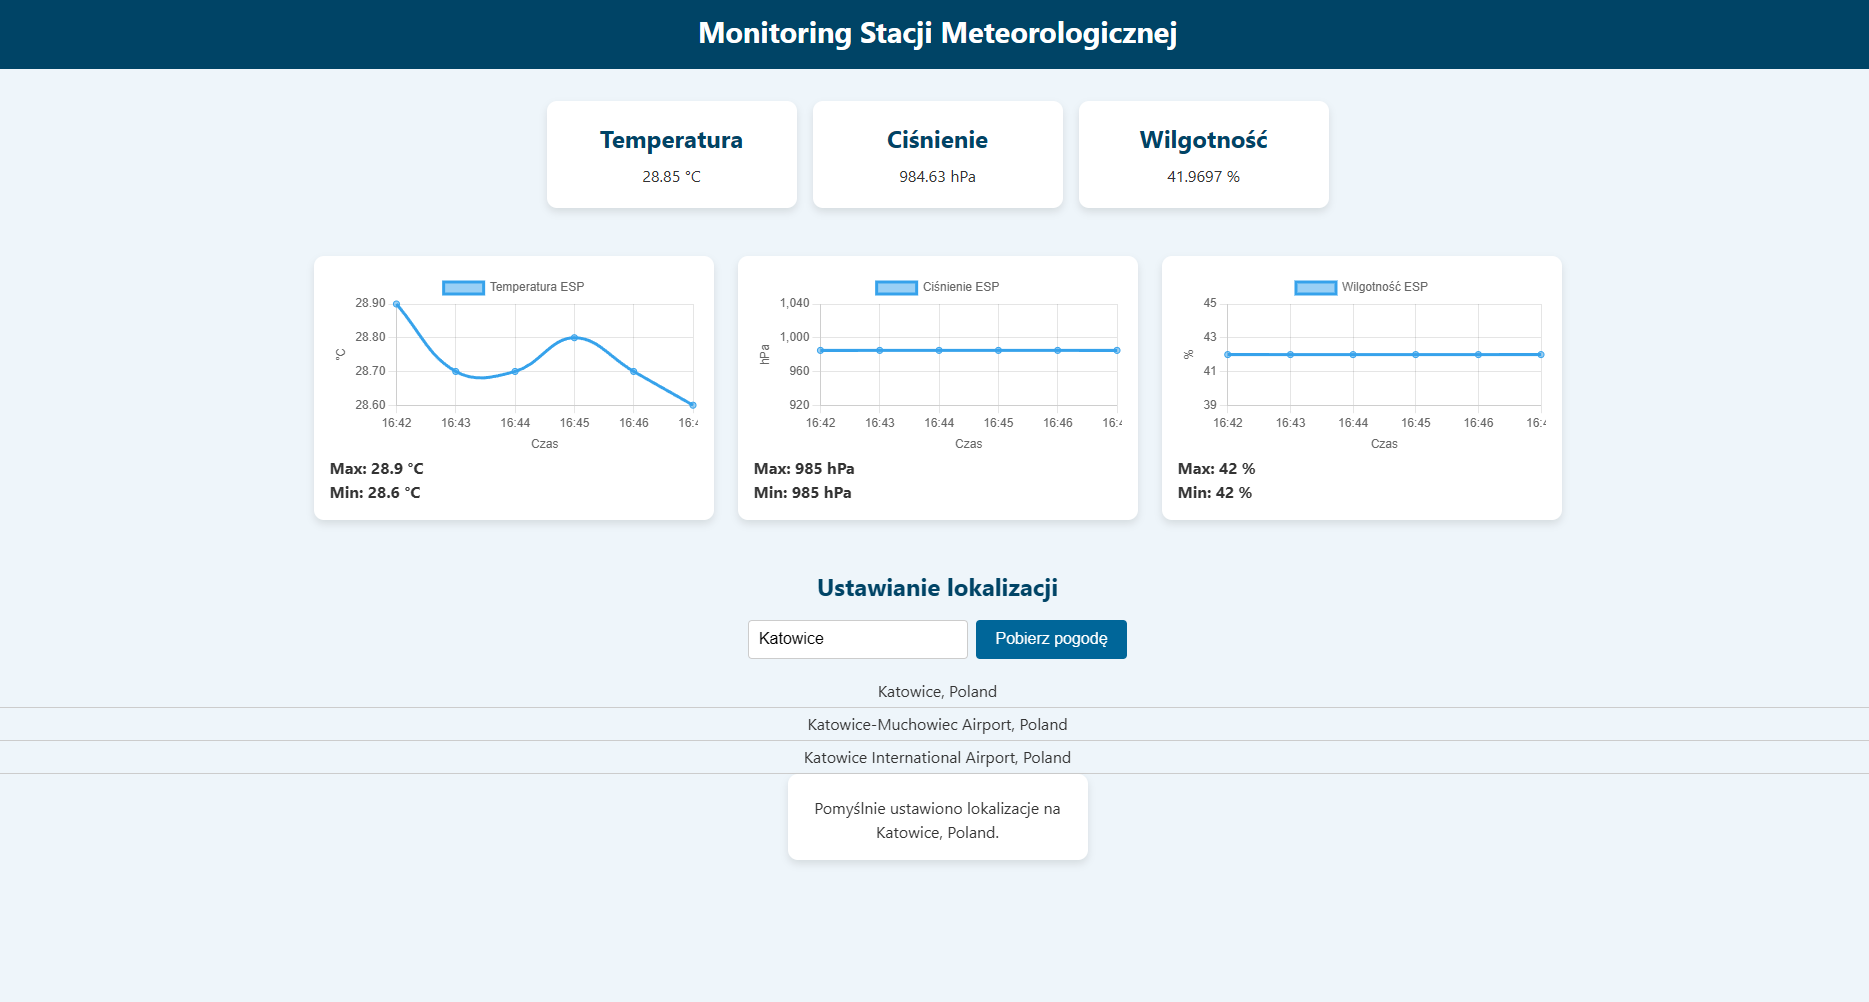 Monitoring Stacji Meteorologicznej
Temperatura
28.85 °C
Ciśnienie
984.63 hPa
Wilgotność
41.9697 %
Temperatura ESP
28.90
28.80
28.70
28.60
°C
16:42 16:43 16:44 16:45 16:46 16:4
Czas
Max: 28.9 °C
Min: 28.6 °C
Ciśnienie ESP
1,040
1,000
960
920
hPa
16:42 16:43 16:44 16:45 16:46 16:4
Czas
Max: 985 hPa
Min: 985 hPa
Wilgotność ESP
45
43
41
39
%
16:42 16:43 16:44 16:45 16:46 16:4
Czas
Max: 42 %
Min: 42 %
Ustawianie lokalizacji
Katowice
Pobierz pogodę
Katowice, Poland
Katowice-Muchowiec Airport, Poland
Katowice International Airport, Poland
Pomyślnie ustawiono lokalizacje na
Katowice, Poland.